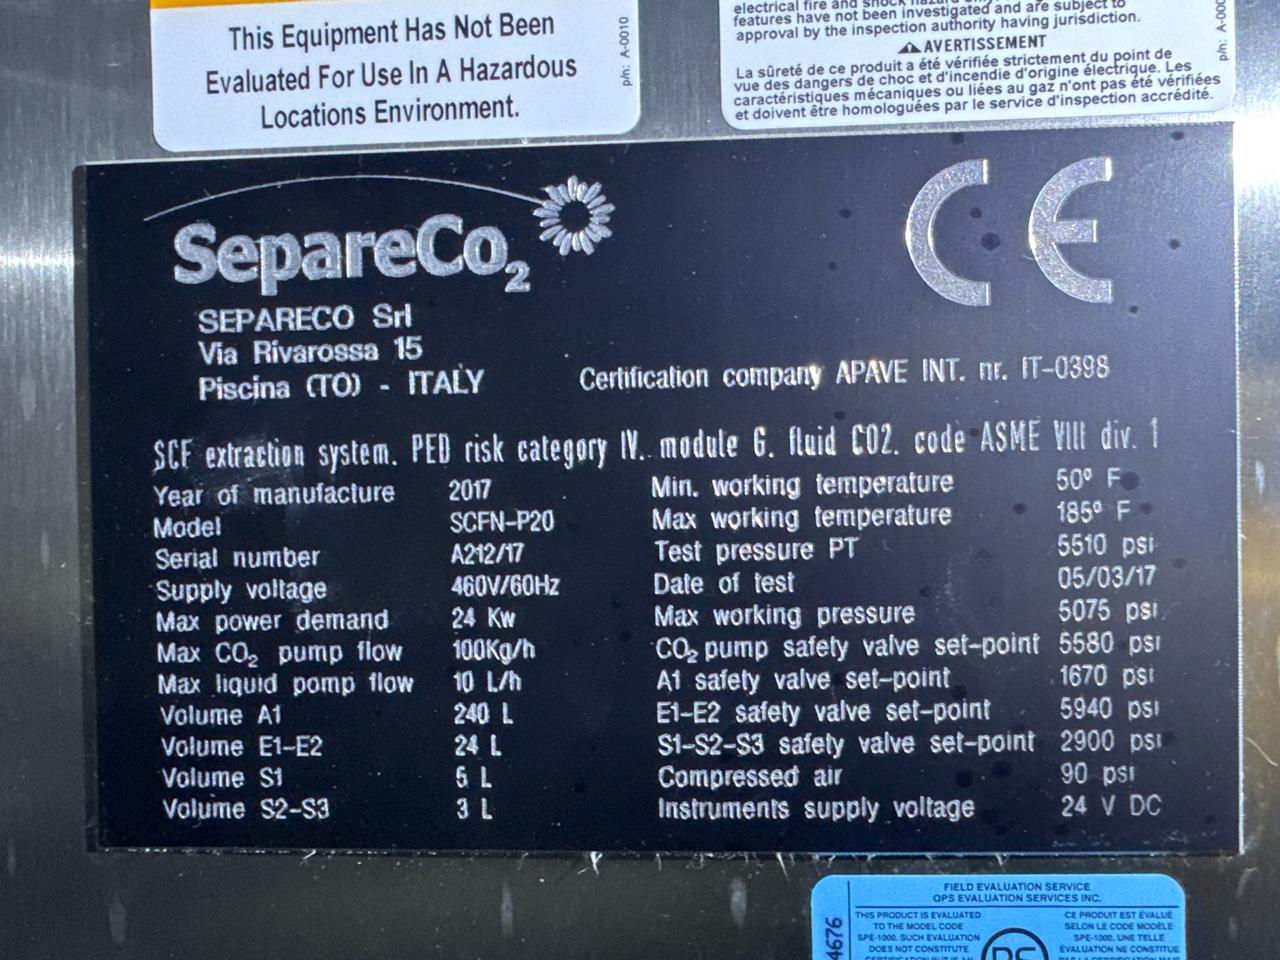 This Equipment Has Not Been
Evaluated For Use In A Hazardous
Locations Environment.
p/n: A-0010
electrical fire and shock
features have not been investigated and are subject to
approval by the inspection authority having jurisdiction.
AVERTISSEMENT
La sûreté de ce produit a été vérifiée strictement du point de
vue des dangers de choc et d'incendie d'origine électrique. Les
caractéristiques mécaniques ou liées au gaz n'ont pas été vérifiées
et doivent être homologuées par le service d'inspection accrédité.
CE
SepareCo2
SEPARECO Srl
Via Rivarossa 15
Piscina (TO) - ITALY
Certification company APAVE INT. nr. IT-0398
SCF extraction system. PED risk category IV. module G. fluid CO2. code ASME VIII div. 1
Year of manufacture 2017
Model SCFN-P20
Serial number A212/17
Supply voltage 460V/60Hz
Max power demand 24 Kw
Max CO2 pump flow 100Kg/h
Max liquid pomp flow 10 L/h
Volume A1 240 L
Volume E1-E2 24 L
Volume S1 L
Volume S2-S3 3 L
Min. working temperature 50° F
Max working temperature 185° F
Test pressure PT 5510 psi
Date of test 05/03/17
Max working pressure 5075 psi
CO2 pump safety valve set-point 5580 psi
A1 safety valve set-point 1670 psi
E1-E2 safety valve set-point 5940 psi
S1-S2-S3 safety valve set-point 2900 psi
Compressed air 90 psi
Instruments supply voltage 24 V DC
FIELD EVALUATION SERVICE
QPS EVALUATION SERVICES INC.
THIS PRODUCT IS EVALUATED
TO THE MODEL CODE
SPE-1000. SUCH EVALUATION
DOES NOT CONSTITUTE
CE PRODUIT EST ÉVALUÉ
SELON LE CODE MODÈLE
SPE-1000. UNE TELLE
ÉVALUATION NE CONSTITUE
4676